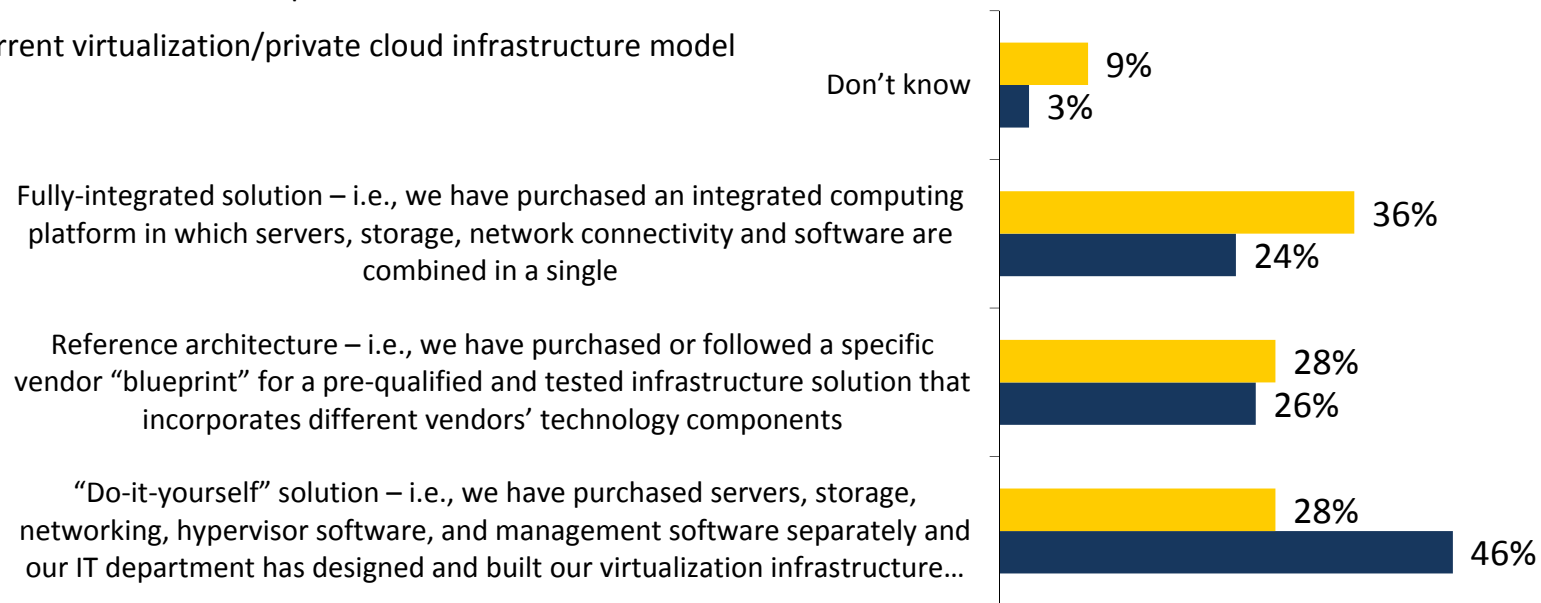 virtualization/private cloud infrastructure model
Don’t know
9%
3%
Fully-integrated solution – i.e., we have purchased an integrated computing
platform in which servers, storage, network connectivity and software are
combined in a single
36%
24%
Reference architecture – i.e., we have purchased or followed a specific
vendor “blueprint” for a pre-qualified and tested infrastructure solution that
incorporates different vendors’ technology components
28%
26%
“Do-it-yourself” solution – i.e., we have purchased servers, storage,
networking, hypervisor software, and management software separately and
our IT department has designed and built our virtualization infrastructure…
28%
46%